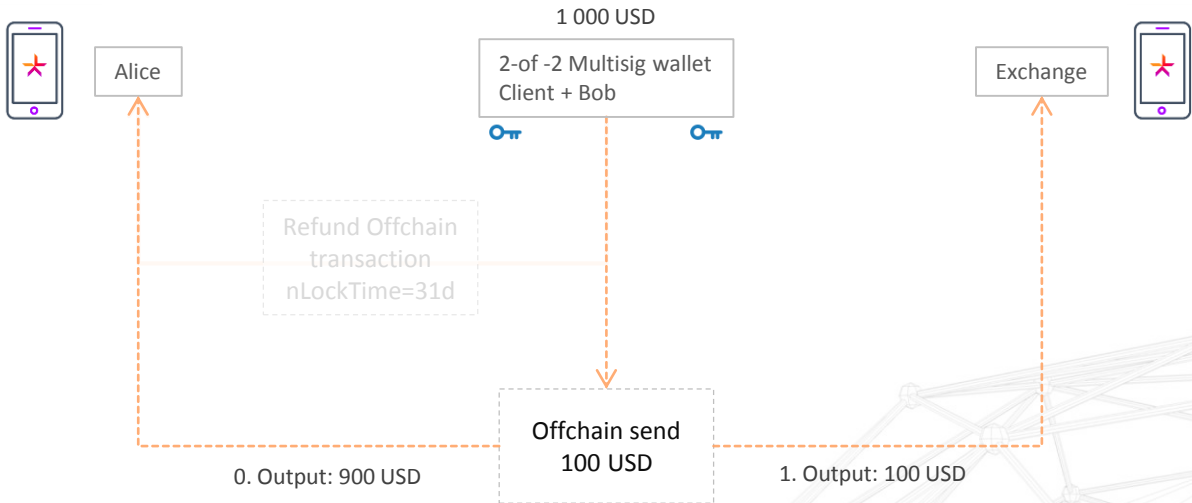 1 000 USD
Alice
2-of -2 Multisig wallet
Client + Bob
Exchange
Refund Offchain
transaction
nLockTime=31d
Offchain send
100 USD
0. Output: 900 USD
1. Output: 100 USD